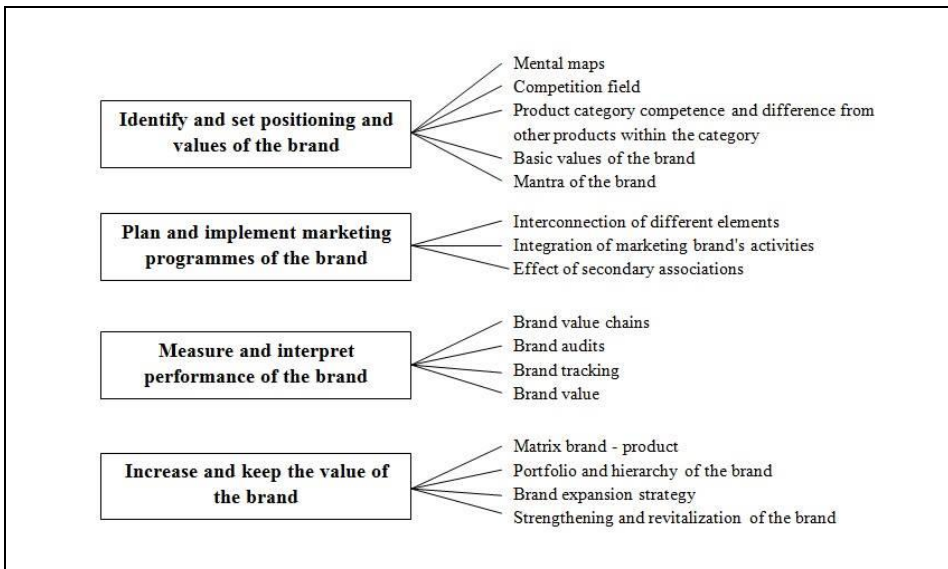 Identify and set positioning and
values of the brand
Mental maps
Competition field
Product category competence and difference from
other products within the category
Basic values of the brand
Mantra of the brand
Plan and implement marketing
programmes of the brand
Interconnection of different elements
Integration of marketing brand's activities
Effect of secondary associations
Measure and interpret
performance of the brand
Brand value chains
Brand audits
Brand tracking
Brand value
Increase and keep the value of
the brand
Matrix brand - product
Portfolio and hierarchy of the brand
Brand expansion strategy
Strengthening and revitalization of the brand